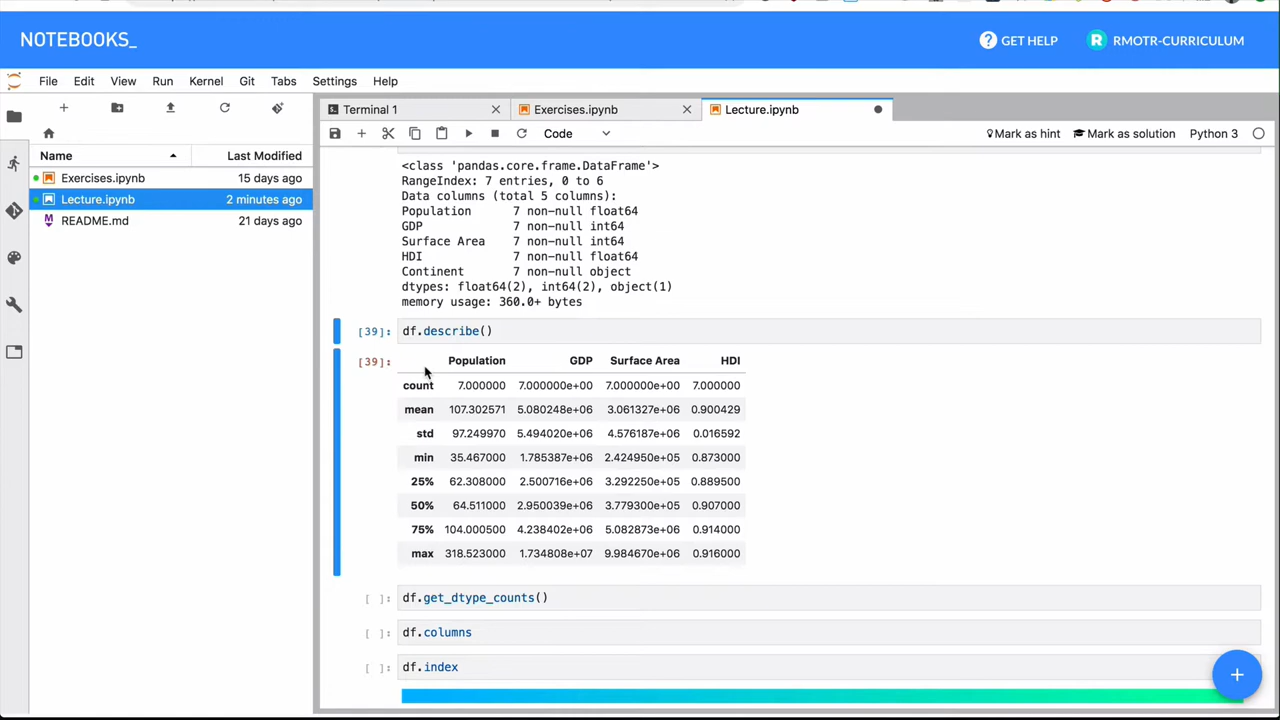 NOTEBOOKS_
GET HELP
R RMOTR-CURRICULUM
File Edit View Run Kernel Git Tabs Settings Help
Terminal 1
Exercises.ipynb
Lecture.ipynb
Code
Mark as hint
Mark as solution
Python 3
Name Last Modified
Exercises.ipynb 15 days ago
Lecture.ipynb 2 minutes ago
README.md 21 days ago
<class 'pandas.core.frame.DataFrame'>
RangeIndex: 7 entries, 0 to 6
Data columns (total 5 columns):
Population 7 non-null float64
GDP 7 non-null int64
Surface Area 7 non-null int64
HDI 7 non-null float64
Continent 7 non-null object
dtypes: float64(2), int64(2), object(1)
memory usage: 360.0+ bytes
[39]: df.describe()
[39]: Population GDP Surface Area HDI
count 7.000000 7.000000e+00 7.000000e+00 7.000000
mean 107.302571 5.080248e+06 3.061327e+06 0.900429
std 97.249970 5.494020e+06 4.576187e+06 0.016592
min 35.467000 1.785387e+06 2.424950e+05 0.873000
25% 62.308000 2.500716e+06 3.292250e+05 0.889500
50% 64.511000 2.950039e+06 3.779300e+05 0.907000
75% 104.000500 4.238402e+06 5.082873e+06 0.914000
max 318.523000 1.734808e+07 9.984670e+06 0.916000
[ ]: df.get_dtype_counts()
[ ]: df.columns
[ ]: df.index